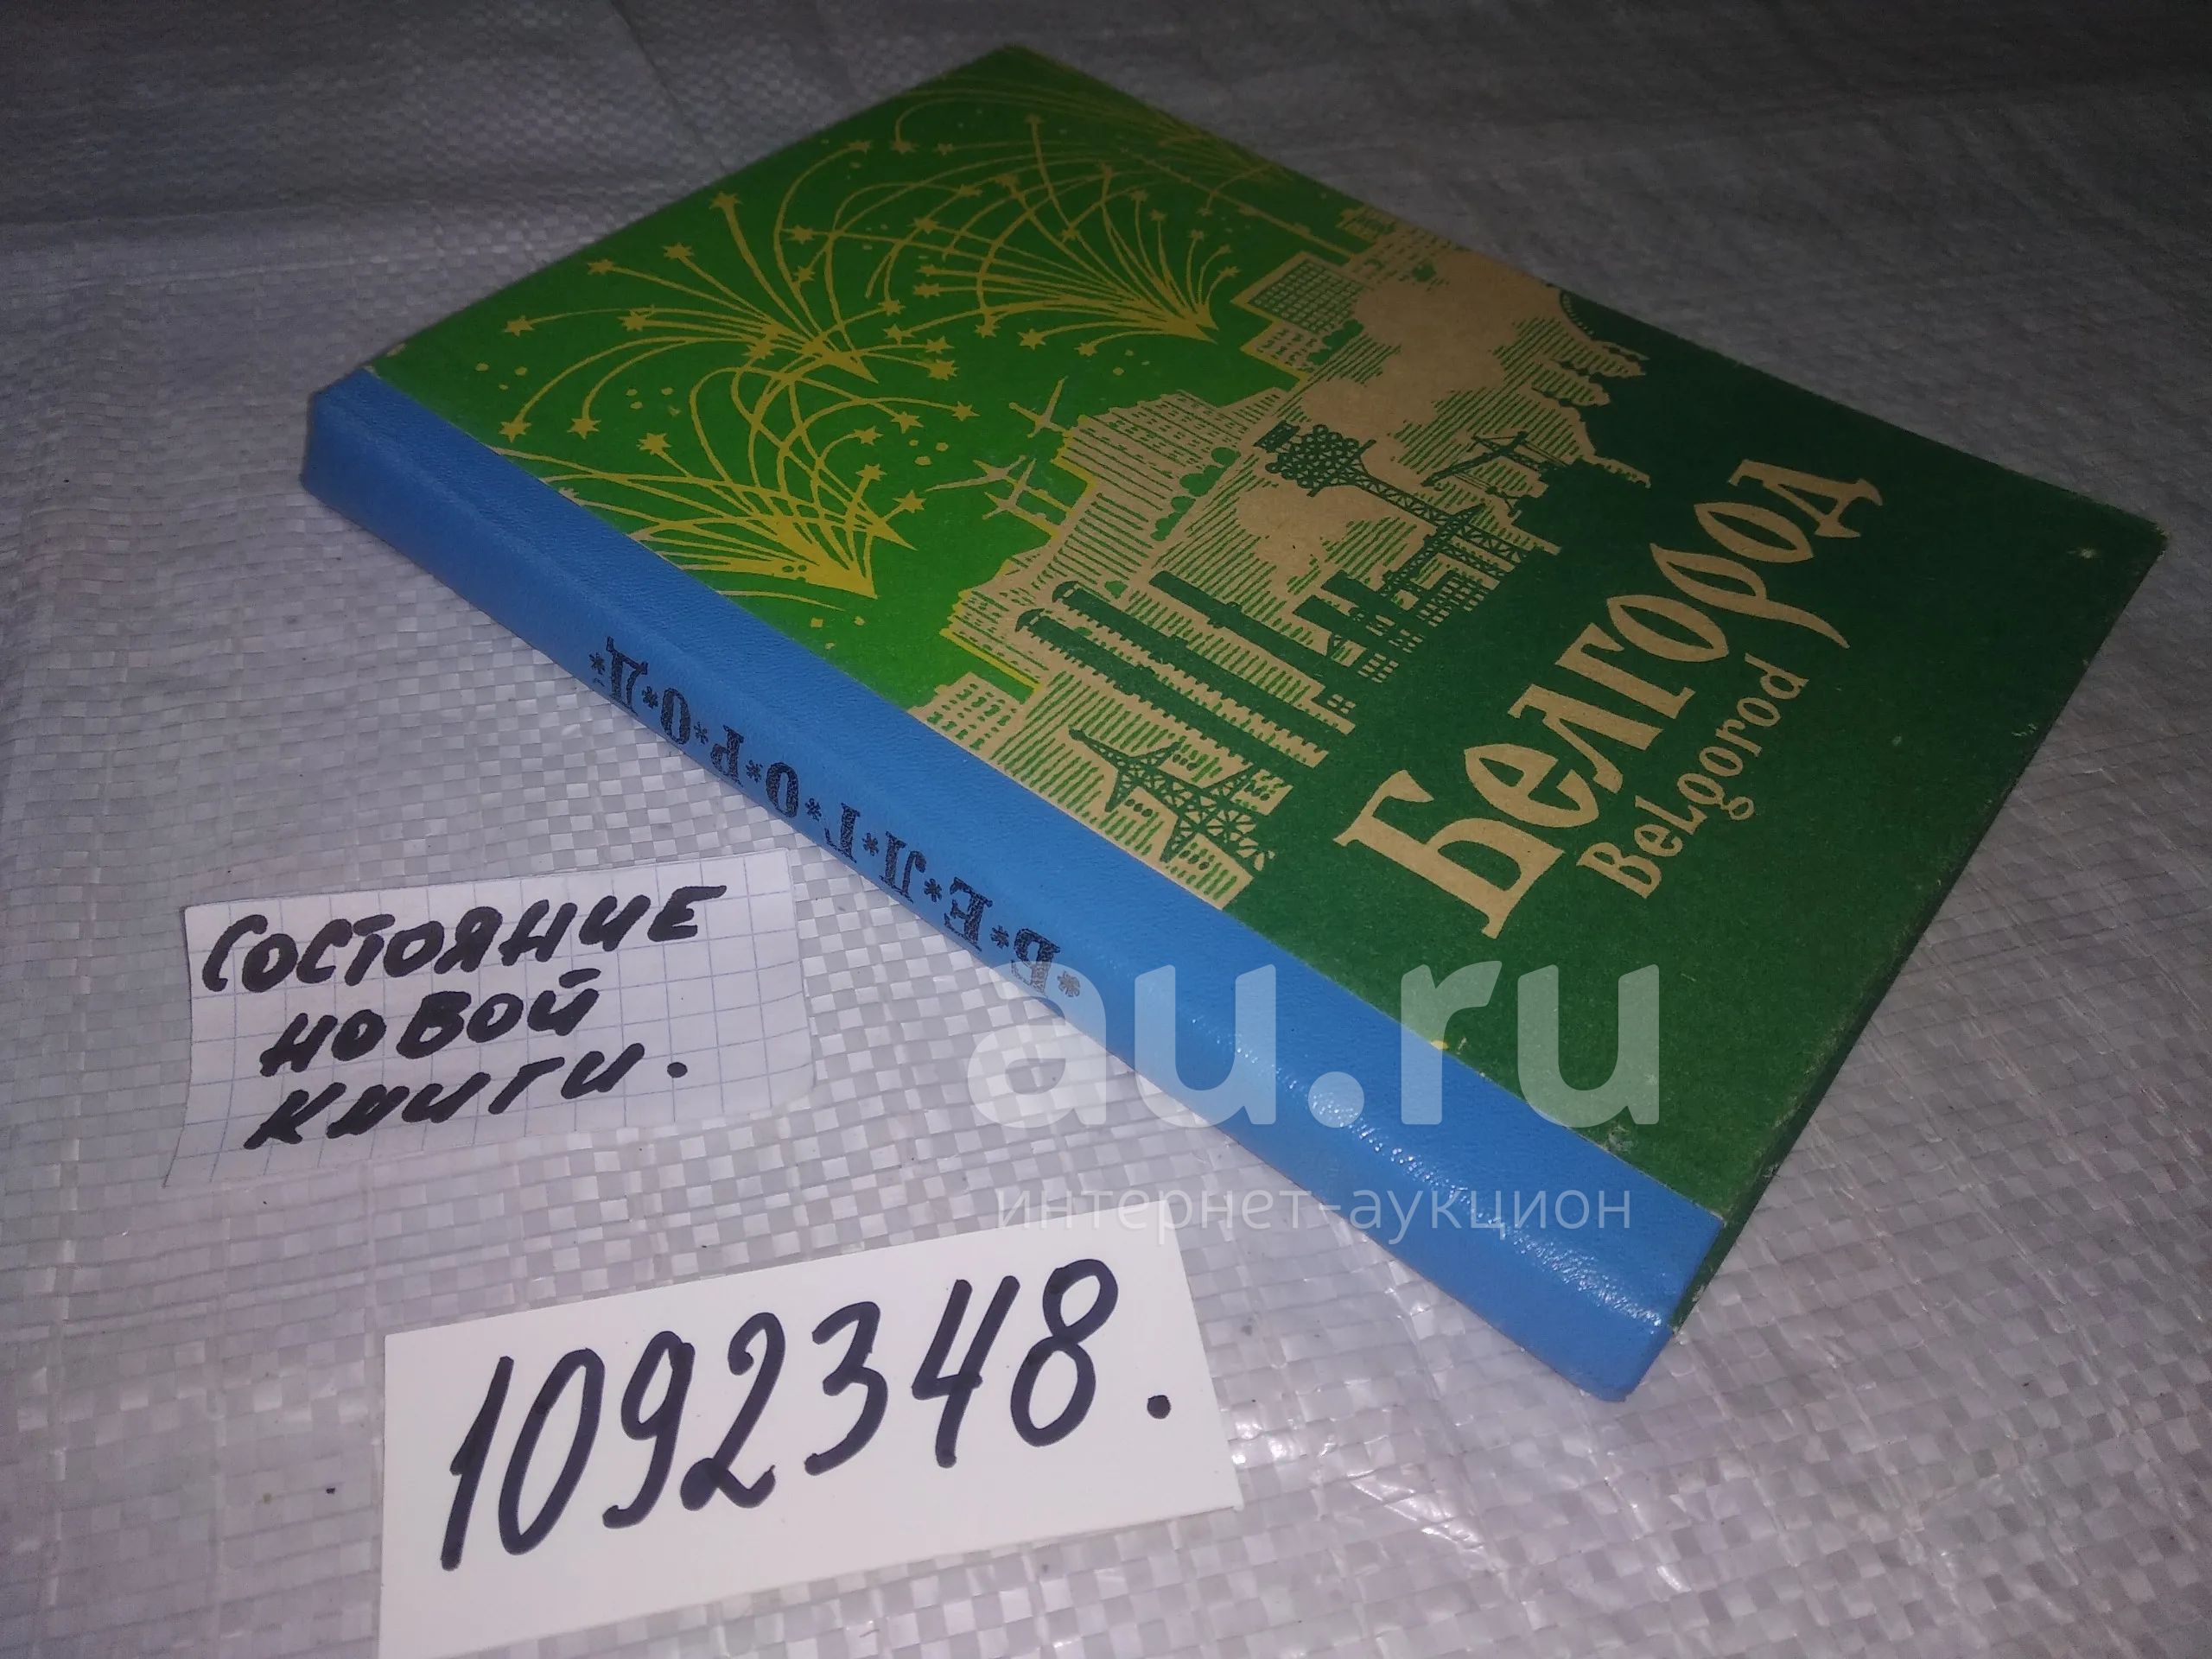 Белгород
BeLgorod
*Б*Е*Л*Г*О*Р*О*Д*
СОСТОЯНИЕ
НОВОЙ
КНИГИ.
1092348.
au.ru
интернет-аукцион